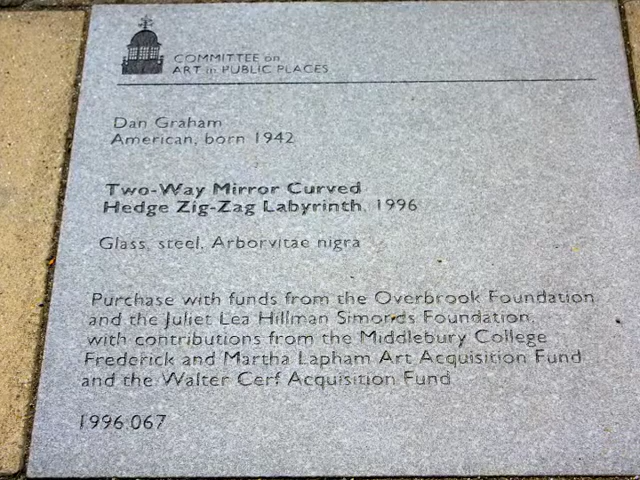 COMMITTEE on
ART in PUBLIC PLACES
Dan Graham
American, born 1942
Two-Way Mirror Curved
Hedge Zig-Zag Labyrinth, 1996
Glass, steel, Arborvitae nigra
Purchase with funds from the Overbrook Foundation
and the Juliet Lea Hillman Simonds Foundation,
with contributions from the Middlebury College
Frederick and Martha Lapham Art Acquisition Fund
and the Walter Cerf Acquisition Fund
1996.067